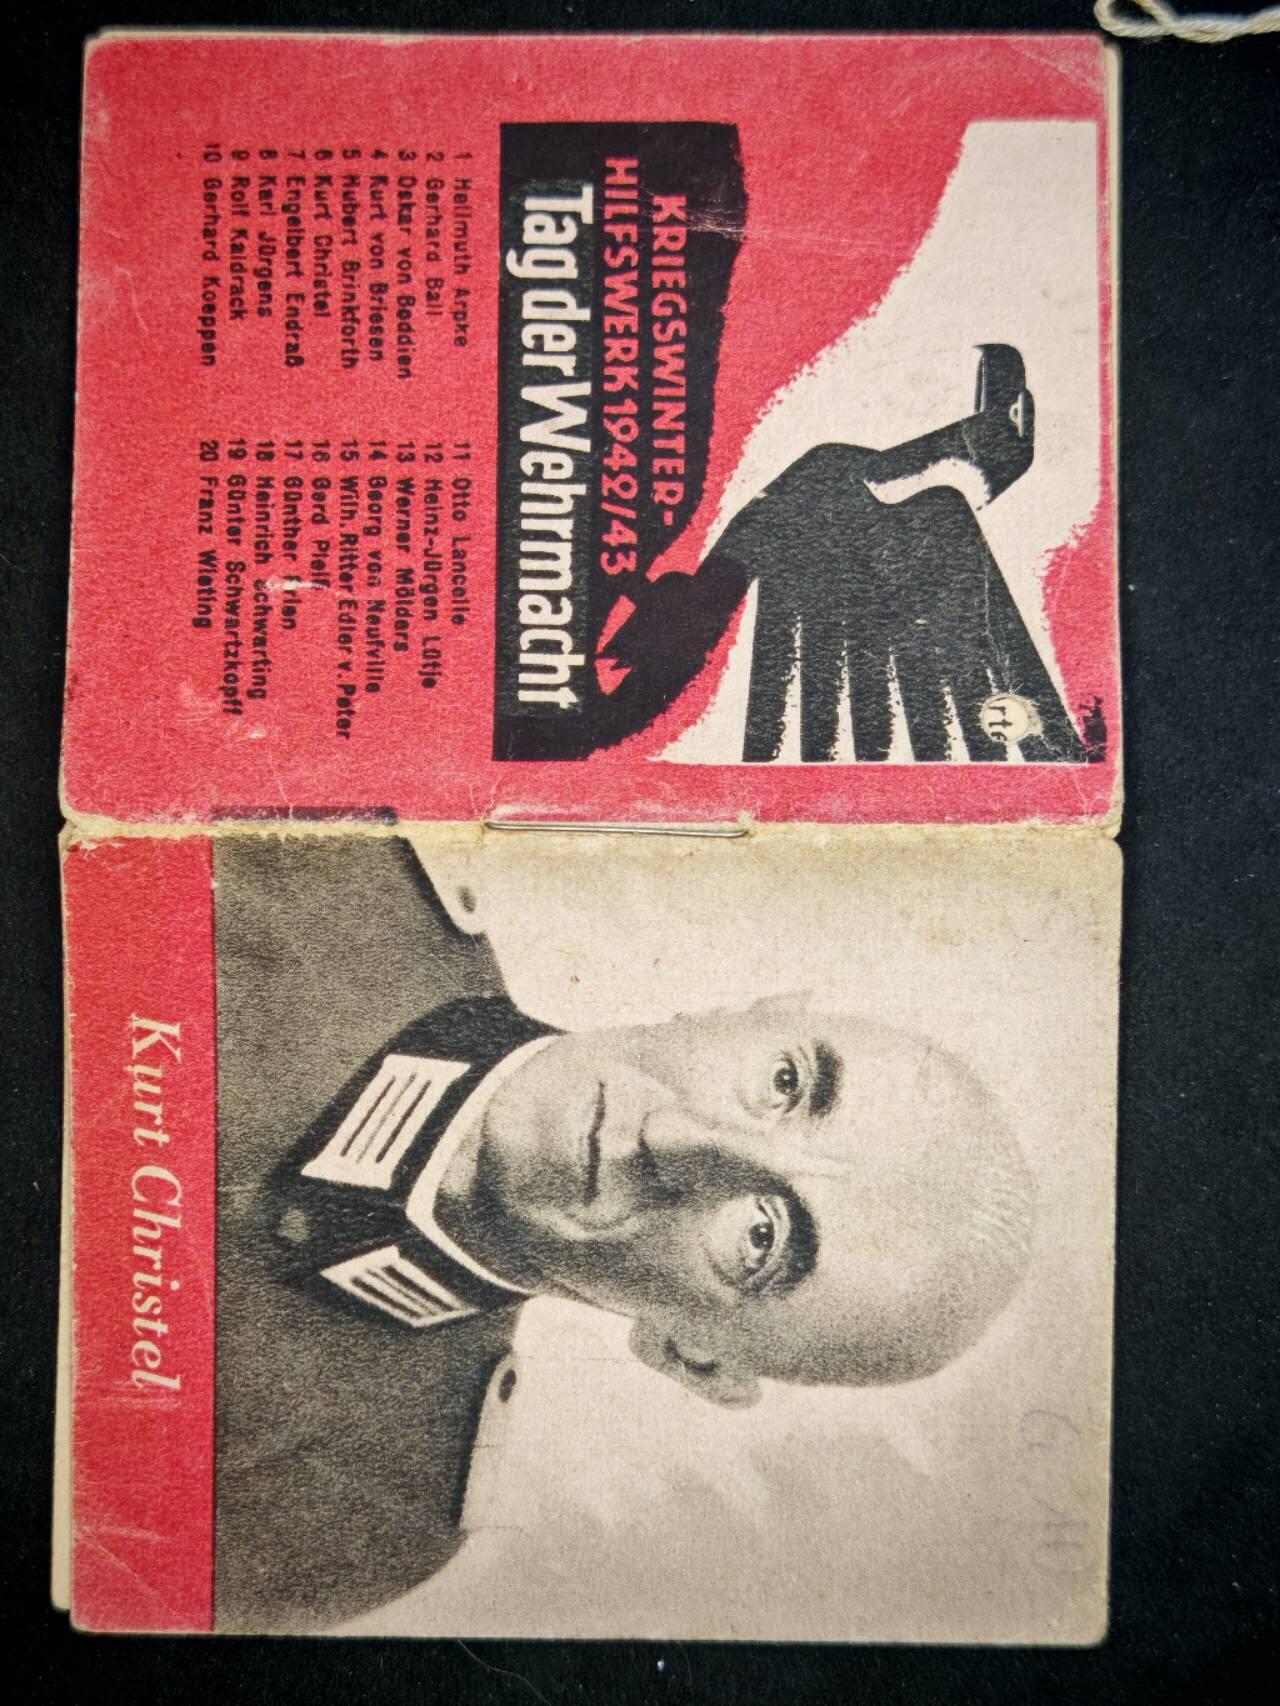 KRIEGSWINTER-
HILFSWERK 1942/43
Tag der Wehrmacht
1 Hellmuth Arpke
2 Gerhard Ball
3 Oskar von Boddien
4 Kurt von Briesen
5 Hubert Brinkforth
6 Kurt Christel
7 Engelbert Endraß
8 Karl Jürgens
9 Rolf Kaldrack
10 Gerhard Koeppen
11 Otto Lancelle
12 Heinz-Jürgen Lütje
13 Werner Mölders
14 Georg von Neufville
15 Wilh. Ritter Edler v. Peter
16 Gerd Pleiß
17 Günther
18 Heinrich Schwarting
19 Günter Schwartzkopff
20 Franz Wieting
Kurt Christel